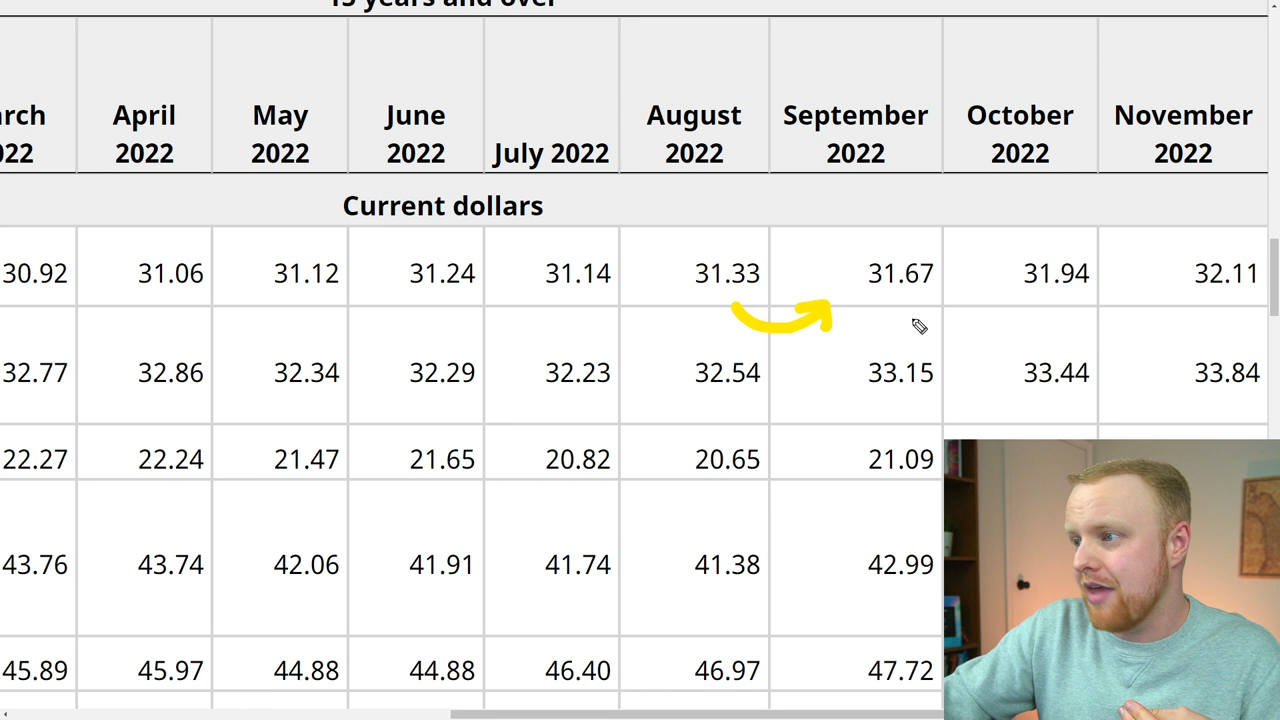 15 years and over
April May June August September October November
2022 2022 2022 July 2022 2022 2022 2022 2022
Current dollars
30.92 31.06 31.12 31.24 31.14 31.33 31.67 31.94 32.11
32.77 32.86 32.34 32.29 32.23 32.54 33.15 33.44 33.84
22.27 22.24 21.47 21.65 20.82 20.65 21.09
43.76 43.74 42.06 41.91 41.74 41.38 42.99
45.89 45.97 44.88 44.88 46.40 46.97 47.72